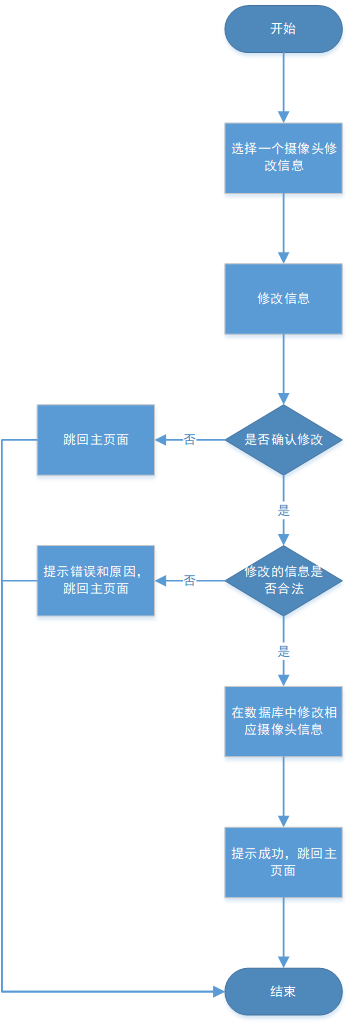 开始
选择一个摄像头修
改信息
修改信息
跳回主页面
否
是否确认修改
是
提示错误和原因，
跳回主页面
否
修改的信息是
否合法
是
在数据库中修改相
应摄像头信息
提示成功，跳回主
页面
结束